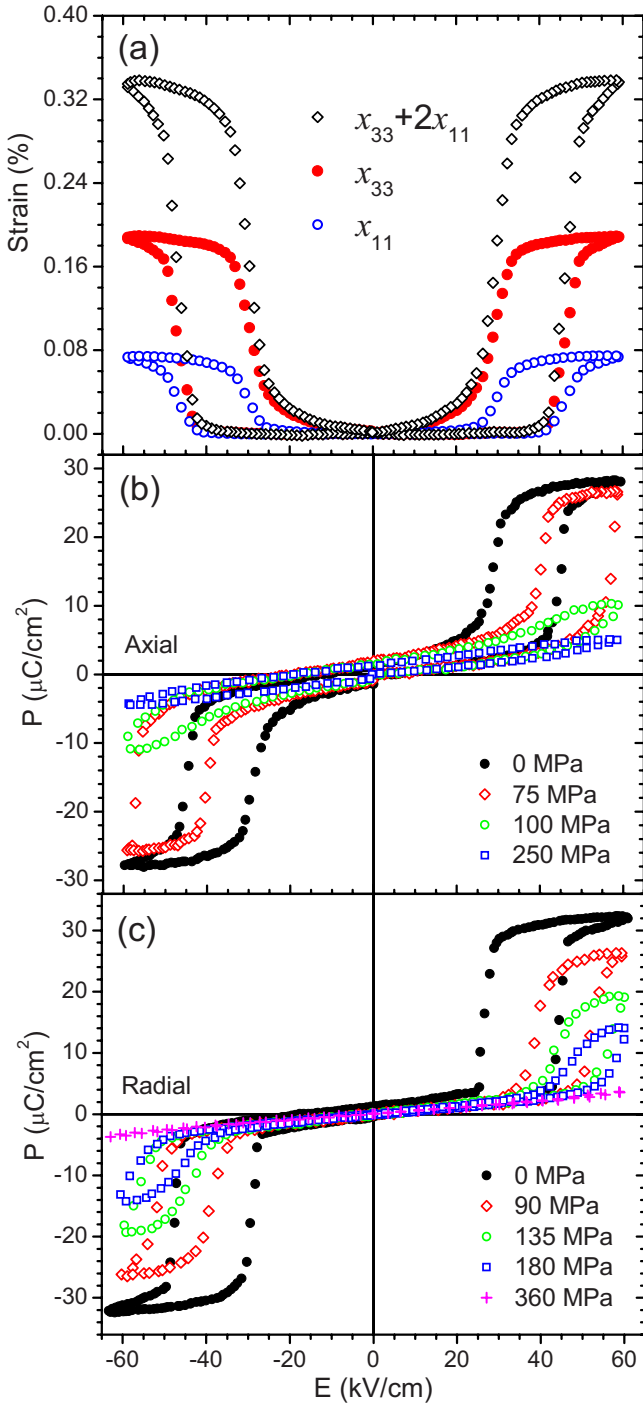 0.40
(a)
0.32
0.24
0.16
0.08
0.00
Strain (%)
x₃₃+2x₁₁
x₃₃
x₁₁
30
(b)
20
10
0
-10
-20
-30
P (μC/cm²)
Axial
0 MPa
75 MPa
100 MPa
250 MPa
30
(c)
20
10
0
-10
-20
-30
P (μC/cm²)
Radial
0 MPa
90 MPa
135 MPa
180 MPa
360 MPa
-60 -40 -20 0 20 40 60
E (kV/cm)